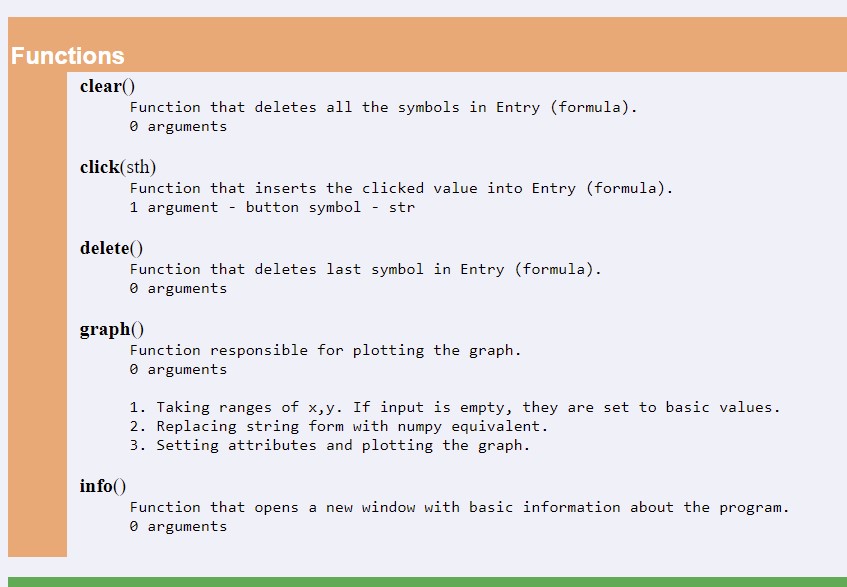 Functions
clear()
Function that deletes all the symbols in Entry (formula).
0 arguments
click(sth)
Function that inserts the clicked value into Entry (formula).
1 argument - button symbol - str
delete()
Function that deletes last symbol in Entry (formula).
0 arguments
graph()
Function responsible for plotting the graph.
0 arguments
1. Taking ranges of x,y. If input is empty, they are set to basic values.
2. Replacing string form with numpy equivalent.
3. Setting attributes and plotting the graph.
info()
Function that opens a new window with basic information about the program.
0 arguments